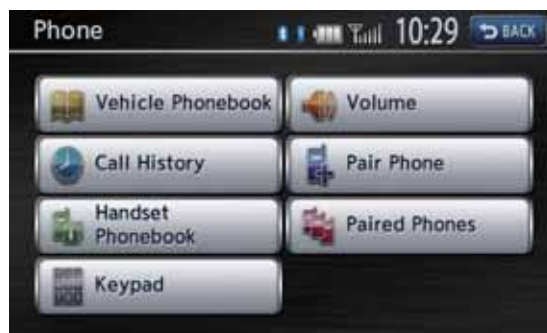 Phone
10:29
BACK
Vehicle Phonebook
Volume
Call History
Pair Phone
Handset
Phonebook
Paired Phones
Keypad